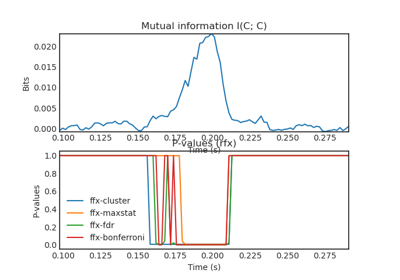 Mutual information I(C; C)
0.020
0.015
0.010
0.005
0.000
Bits
0.100 0.125 0.150 0.175 0.200 0.225 0.250 0.275
Time (s)
P-values (ffx)
1.0
0.8
0.6
0.4
0.2
0.0
P-values
ffx-cluster
ffx-maxstat
ffx-fdr
ffx-bonferroni
0.100 0.125 0.150 0.175 0.200 0.225 0.250 0.275
Time (s)